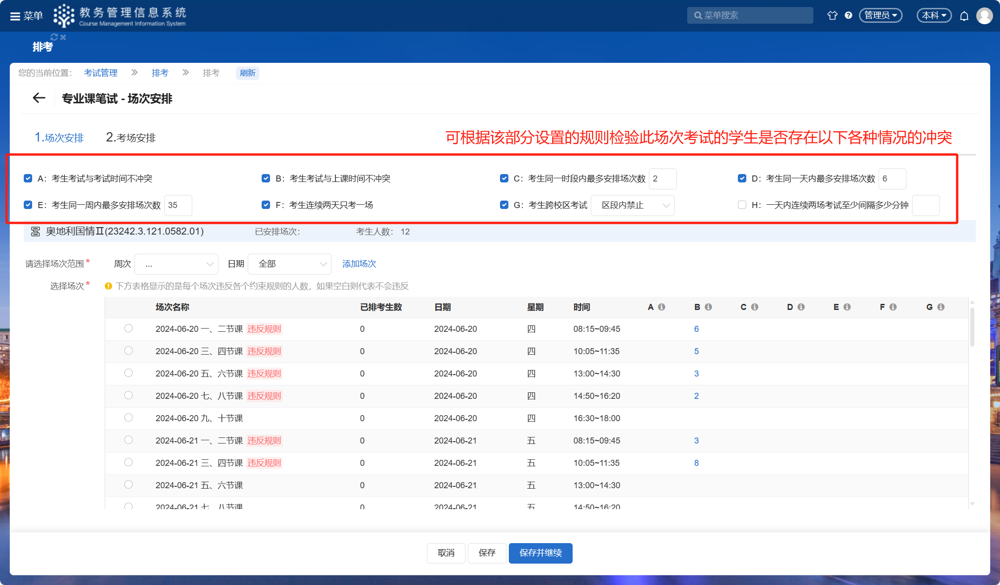 菜单
教务管理信息系统
Course Management Information System
菜单搜索
管理员
本科
排考
您的当前位置： 考试管理 » 排考 » 排考 刷新
专业课笔试 - 场次安排
1.场次安排 2.考场安排
可根据该部分设置的规则检验此场次考试的学生是否存在以下各种情况的冲突
A：考生考试与考试时间不冲突 B：考生考试与上课时间不冲突 C：考生同一时段内最多安排场次数 2 D：考生同一天内最多安排场次数 6
E：考生同一周内最多安排场次数 35 F：考生连续两天只考一场 G：考生跨校区考试 区段内禁止 H：一天内连续两场考试至少间隔多少分钟
奥地利国情Ⅱ(23242.3.121.0582.01) 已安排场次： 考生人数： 12
请选择场次范围* 周次 ... 日期 全部 添加场次
选择场次* 下方表格显示的是每个场次违反各个约束规则的人数，如果空白则代表不会违反
场次名称 已排考生数 日期 星期 时间 A B C D E F G
2024-06-20 一、二节课 违反规则 0 2024-06-20 四 08:15~09:45 6
2024-06-20 三、四节课 违反规则 0 2024-06-20 四 10:05~11:35 5
2024-06-20 五、六节课 违反规则 0 2024-06-20 四 13:00~14:30 3
2024-06-20 七、八节课 违反规则 0 2024-06-20 四 14:50~16:20 2
2024-06-20 九、十节课 0 2024-06-20 四 16:30~18:00
2024-06-21 一、二节课 违反规则 0 2024-06-21 五 08:15~09:45 3
2024-06-21 三、四节课 违反规则 0 2024-06-21 五 10:05~11:35 8
2024-06-21 五、六节课 0 2024-06-21 五 13:00~14:30
2024-06-21 七、八节课 0 2024-06-21 五 14:50~16:20
取消 保存 保存并继续